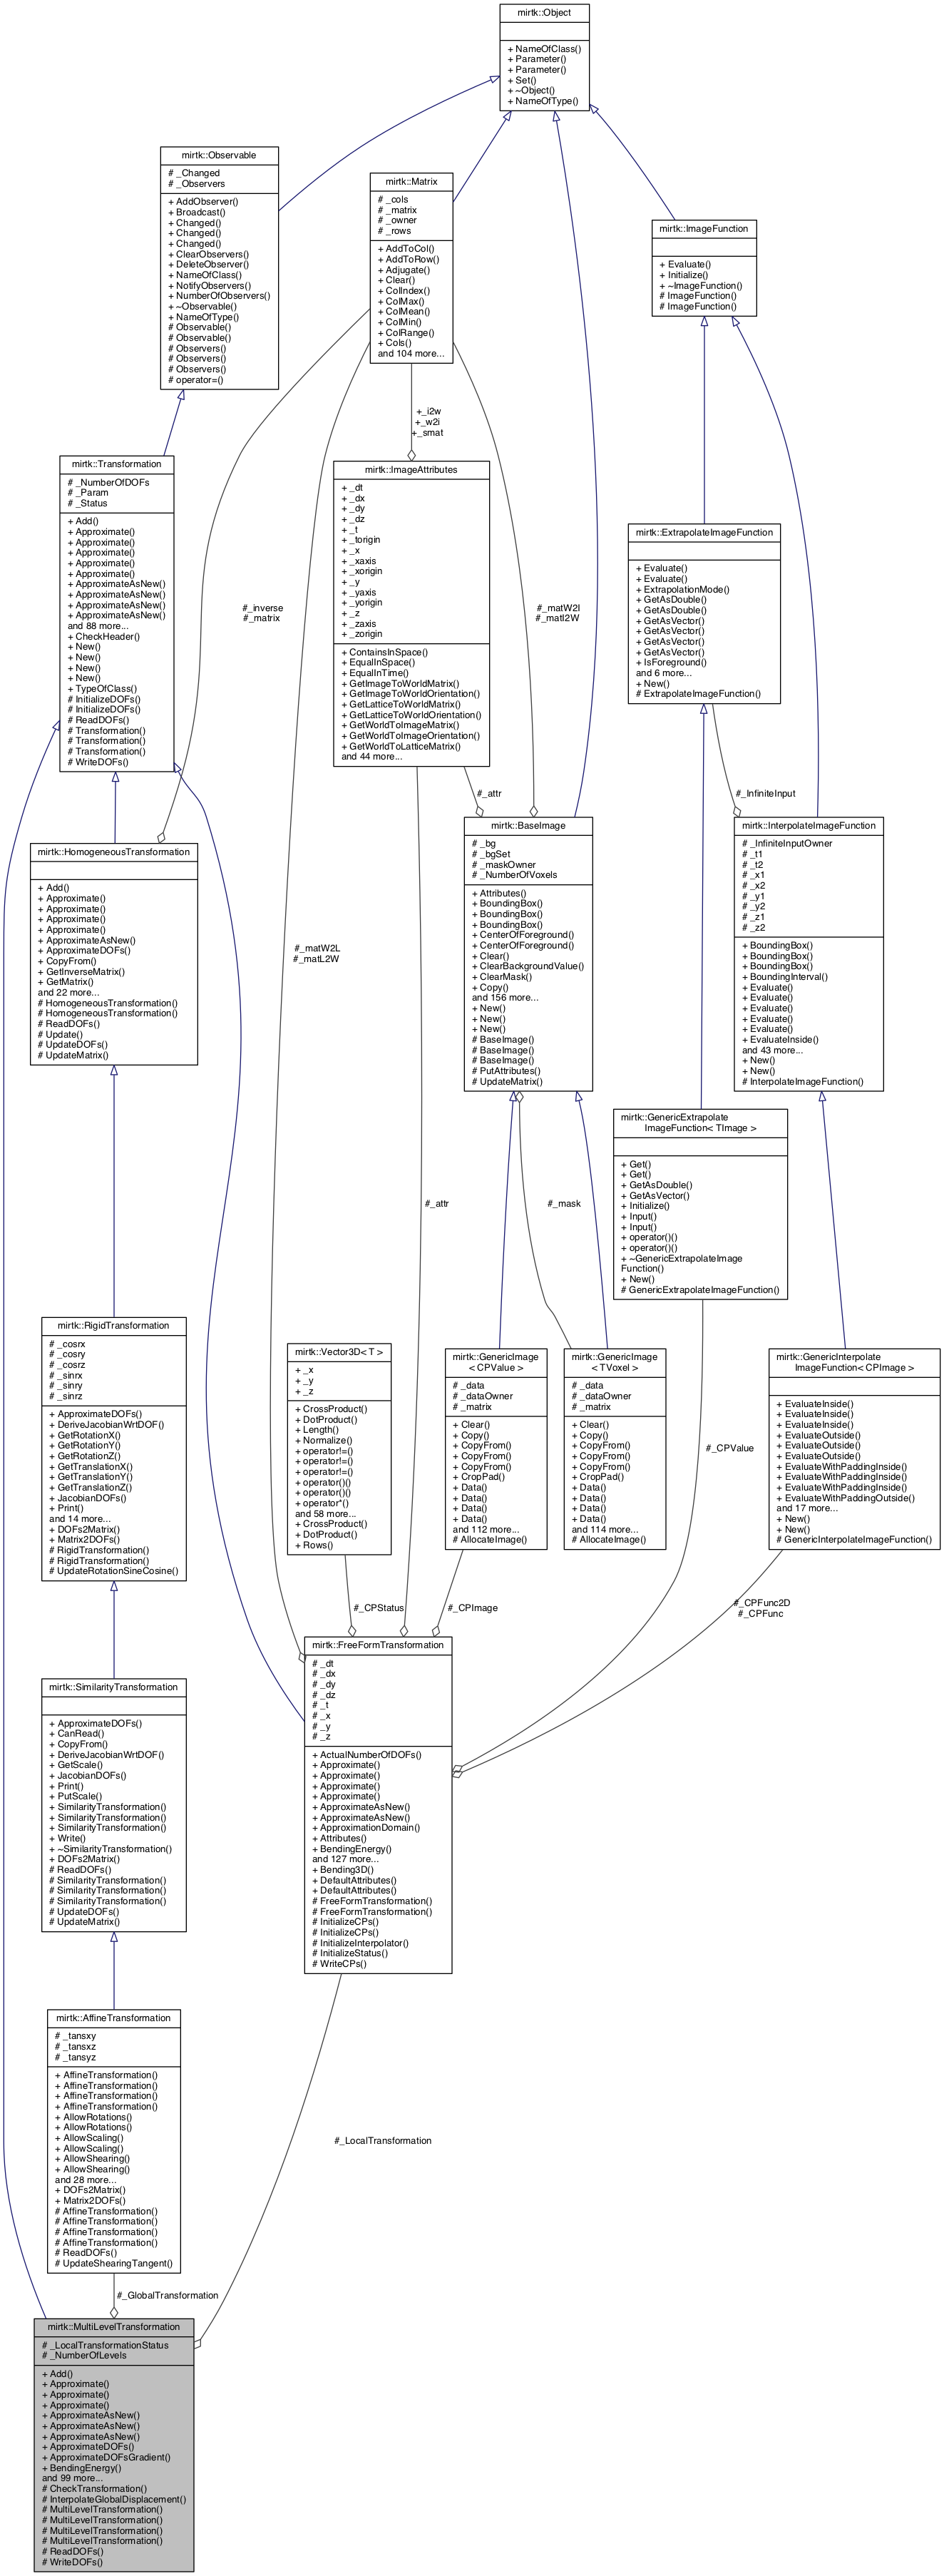 mirtk::Object
+ NameOfClass()
+ Parameter()
+ Parameter()
+ Set()
+ ~Object()
+ NameOfType()
mirtk::Observable
# _Changed
# _Observers
+ AddObserver()
+ Broadcast()
+ Changed()
+ Changed()
+ Changed()
+ ClearObservers()
+ DeleteObserver()
+ NameOfClass()
+ NotifyObservers()
+ NumberOfObservers()
+ ~Observable()
+ NameOfType()
# Observable()
# Observable()
# Observers()
# Observers()
# Observers()
# operator=()
mirtk::Matrix
# _cols
# _matrix
# _owner
# _rows
+ AddToCol()
+ AddToRow()
+ Adjugate()
+ Clear()
+ ColIndex()
+ ColMax()
+ ColMean()
+ ColMin()
+ ColRange()
+ Cols()
and 104 more...
mirtk::ImageFunction
+ Evaluate()
+ Initialize()
+ ~ImageFunction()
# ImageFunction()
# ImageFunction()
+_i2w
+_w2i
+_smat
mirtk::Transformation
# _NumberOfDOFs
# _Param
# _Status
+ Add()
+ Approximate()
+ Approximate()
+ Approximate()
+ Approximate()
+ Approximate()
+ ApproximateAsNew()
+ ApproximateAsNew()
+ ApproximateAsNew()
+ ApproximateAsNew()
and 88 more...
+ CheckHeader()
+ New()
+ New()
+ New()
+ New()
+ TypeOfClass()
# InitializeDOFs()
# InitializeDOFs()
# ReadDOFs()
# Transformation()
# Transformation()
# Transformation()
# WriteDOFs()
mirtk::ImageAttributes
+ _dt
+ _dx
+ _dy
+ _dz
+ _t
+ _torigin
+ _x
+ _xaxis
+ _xorigin
+ _y
+ _yaxis
+ _yorigin
+ _z
+ _zaxis
+ _zorigin
+ ContainsInSpace()
+ EqualInSpace()
+ EqualInTime()
+ GetImageToWorldMatrix()
+ GetImageToWorldOrientation()
+ GetLatticeToWorldMatrix()
+ GetLatticeToWorldOrientation()
+ GetWorldToImageMatrix()
+ GetWorldToImageOrientation()
+ GetWorldToLatticeMatrix()
and 44 more...
mirtk::ExtrapolateImageFunction
+ Evaluate()
+ Evaluate()
+ ExtrapolationMode()
+ GetAsDouble()
+ GetAsDouble()
+ GetAsVector()
+ GetAsVector()
+ GetAsVector()
+ GetAsVector()
+ IsForeground()
and 6 more...
+ New()
# ExtrapolateImageFunction()
#_inverse
#_matrix
#_matW2I
#_matI2W
#_attr
#_InfiniteInput
mirtk::HomogeneousTransformation
+ Add()
+ Approximate()
+ Approximate()
+ Approximate()
+ Approximate()
+ ApproximateAsNew()
+ ApproximateDOFs()
+ CopyFrom()
+ GetInverseMatrix()
+ GetMatrix()
and 22 more...
# HomogeneousTransformation()
# HomogeneousTransformation()
# ReadDOFs()
# Update()
# UpdateDOFs()
# UpdateMatrix()
#_matW2L
#_matL2W
mirtk::BaseImage
# _bg
# _bgSet
# _maskOwner
# _NumberOfVoxels
+ Attributes()
+ BoundingBox()
+ BoundingBox()
+ BoundingBox()
+ CenterOfForeground()
+ CenterOfForeground()
+ Clear()
+ ClearBackgroundValue()
+ ClearMask()
+ Copy()
and 156 more...
+ New()
+ New()
+ New()
# BaseImage()
# BaseImage()
# BaseImage()
# PutAttributes()
# UpdateMatrix()
mirtk::InterpolateImageFunction
# _InfiniteInputOwner
# _t1
# _t2
# _x1
# _x2
# _y1
# _y2
# _z1
# _z2
+ BoundingBox()
+ BoundingBox()
+ BoundingBox()
+ BoundingInterval()
+ Evaluate()
+ Evaluate()
+ Evaluate()
+ Evaluate()
+ Evaluate()
+ EvaluateInside()
and 43 more...
+ New()
+ New()
# InterpolateImageFunction()
mirtk::GenericExtrapolate
ImageFunction< TImage >
+ Get()
+ Get()
+ GetAsDouble()
+ GetAsVector()
+ Initialize()
+ Input()
+ Input()
+ operator()()
+ operator()()
+ ~GenericExtrapolateImage
Function()
+ New()
# GenericExtrapolateImageFunction()
#_attr
#_mask
mirtk::RigidTransformation
# _cosrx
# _cosry
# _cosrz
# _sinrx
# _sinry
# _sinrz
+ ApproximateDOFs()
+ DeriveJacobianWrtDOF()
+ GetRotationX()
+ GetRotationY()
+ GetRotationZ()
+ GetTranslationX()
+ GetTranslationY()
+ GetTranslationZ()
+ JacobianDOFs()
+ Print()
and 14 more...
+ DOFs2Matrix()
+ Matrix2DOFs()
# RigidTransformation()
# RigidTransformation()
# UpdateRotationSineCosine()
mirtk::Vector3D< T >
+ _x
+ _y
+ _z
+ CrossProduct()
+ DotProduct()
+ Length()
+ Normalize()
+ operator!=()
+ operator!=()
+ operator!=()
+ operator()()
+ operator()()
+ operator*()
and 58 more...
+ CrossProduct()
+ DotProduct()
+ Rows()
mirtk::GenericImage
< CPValue >
# _data
# _dataOwner
# _matrix
+ Clear()
+ Copy()
+ CopyFrom()
+ CopyFrom()
+ CopyFrom()
+ CropPad()
+ Data()
+ Data()
+ Data()
+ Data()
and 112 more...
# AllocateImage()
mirtk::GenericImage
< TVoxel >
# _data
# _dataOwner
# _matrix
+ Clear()
+ Copy()
+ CopyFrom()
+ CopyFrom()
+ CopyFrom()
+ CropPad()
+ Data()
+ Data()
+ Data()
+ Data()
and 114 more...
# AllocateImage()
#_CPValue
mirtk::GenericInterpolate
ImageFunction< CPImage >
+ EvaluateInside()
+ EvaluateInside()
+ EvaluateInside()
+ EvaluateOutside()
+ EvaluateOutside()
+ EvaluateOutside()
+ EvaluateWithPaddingInside()
+ EvaluateWithPaddingInside()
+ EvaluateWithPaddingInside()
+ EvaluateWithPaddingOutside()
and 17 more...
+ New()
+ New()
# GenericInterpolateImageFunction()
#_CPStatus
#_CPImage
#_CPFunc2D
#_CPFunc
mirtk::FreeFormTransformation
# _dt
# _dx
# _dy
# _dz
# _t
# _x
# _y
# _z
+ ActualNumberOfDOFs()
+ Approximate()
+ Approximate()
+ Approximate()
+ Approximate()
+ ApproximateAsNew()
+ ApproximateAsNew()
+ ApproximationDomain()
+ Attributes()
+ BendingEnergy()
and 127 more...
+ Bending3D()
+ DefaultAttributes()
+ DefaultAttributes()
# FreeFormTransformation()
# FreeFormTransformation()
# InitializeCPs()
# InitializeCPs()
# InitializeInterpolator()
# InitializeStatus()
# WriteCPs()
mirtk::SimilarityTransformation
+ ApproximateDOFs()
+ CanRead()
+ CopyFrom()
+ DeriveJacobianWrtDOF()
+ GetScale()
+ JacobianDOFs()
+ Print()
+ PutScale()
+ SimilarityTransformation()
+ SimilarityTransformation()
+ SimilarityTransformation()
+ Write()
+ ~SimilarityTransformation()
+ DOFs2Matrix()
# ReadDOFs()
# SimilarityTransformation()
# SimilarityTransformation()
# SimilarityTransformation()
# UpdateDOFs()
# UpdateMatrix()
mirtk::AffineTransformation
# _tansxy
# _tansxz
# _tansyz
+ AffineTransformation()
+ AffineTransformation()
+ AffineTransformation()
+ AffineTransformation()
+ AllowRotations()
+ AllowRotations()
+ AllowScaling()
+ AllowScaling()
+ AllowShearing()
+ AllowShearing()
and 28 more...
+ DOFs2Matrix()
+ Matrix2DOFs()
# AffineTransformation()
# AffineTransformation()
# AffineTransformation()
# AffineTransformation()
# ReadDOFs()
# UpdateShearingTangent()
#_LocalTransformation
#_GlobalTransformation
mirtk::MultiLevelTransformation
# _LocalTransformationStatus
# _NumberOfLevels
+ Add()
+ Approximate()
+ Approximate()
+ Approximate()
+ ApproximateAsNew()
+ ApproximateAsNew()
+ ApproximateAsNew()
+ ApproximateDOFs()
+ ApproximateDOFsGradient()
+ BendingEnergy()
and 99 more...
# CheckTransformation()
# InterpolateGlobalDisplacement()
# MultiLevelTransformation()
# MultiLevelTransformation()
# MultiLevelTransformation()
# MultiLevelTransformation()
# ReadDOFs()
# WriteDOFs()